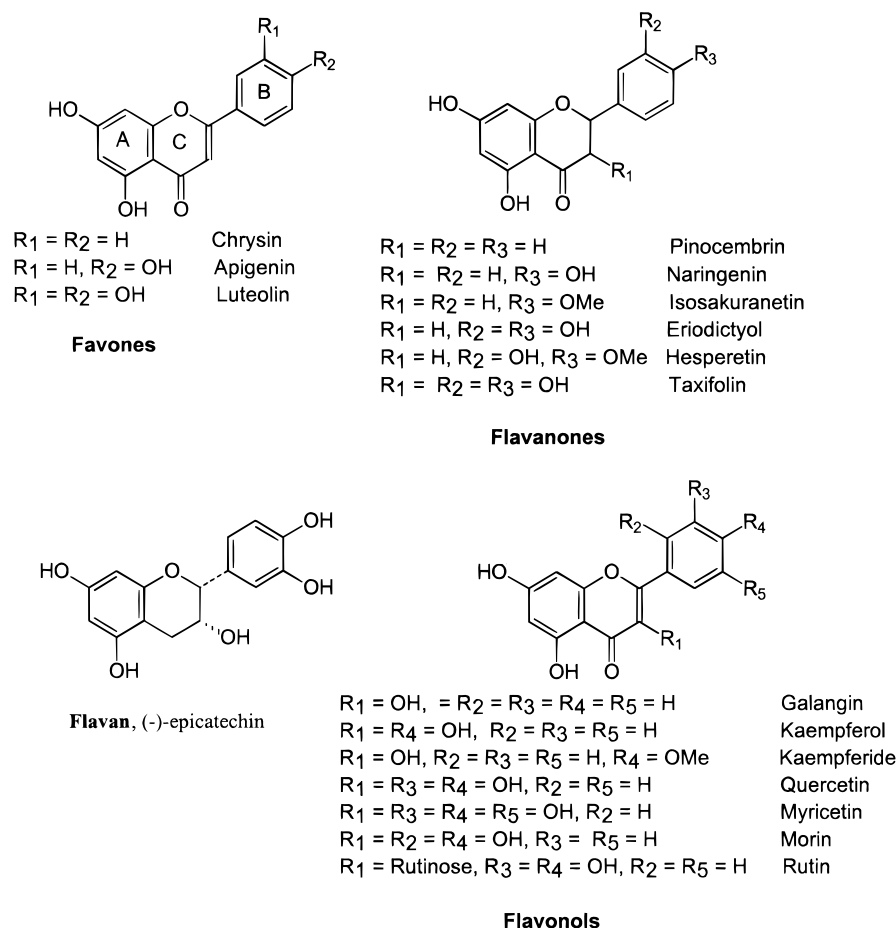 R1
R2
HO
O
B
A
C
OH
O
R1 = R2 = H Chrysin
R1 = H, R2 = OH Apigenin
R1 = R2 = OH Luteolin
Favones
R2
R3
HO
O
R1
OH
O
R1 = R2 = R3 = H Pinocembrin
R1 = R2 = H, R3 = OH Naringenin
R1 = R2 = H, R3 = OMe Isosakuranetin
R1 = H, R2 = R3 = OH Eriodictyol
R1 = H, R2 = OH, R3 = OMe Hesperetin
R1 = R2 = R3 = OH Taxifolin
Flavanones
OH
HO
O
OH
OH
OH
Flavan, (-)-epicatechin
R3
R2
R4
HO
O
R5
R1
OH
O
R1 = OH, = R2 = R3 = R4 = R5 = H Galangin
R1 = R4 = OH, R2 = R3 = R5 = H Kaempferol
R1 = OH, R2 = R3 = R5 = H, R4 = OMe Kaempferide
R1 = R3 = R4 = OH, R2 = R5 = H Quercetin
R1 = R3 = R4 = R5 = OH, R2 = H Myricetin
R1 = R2 = R4 = OH, R3 = R5 = H Morin
R1 = Rutinose, R3 = R4 = OH, R2 = R5 = H Rutin
Flavonols